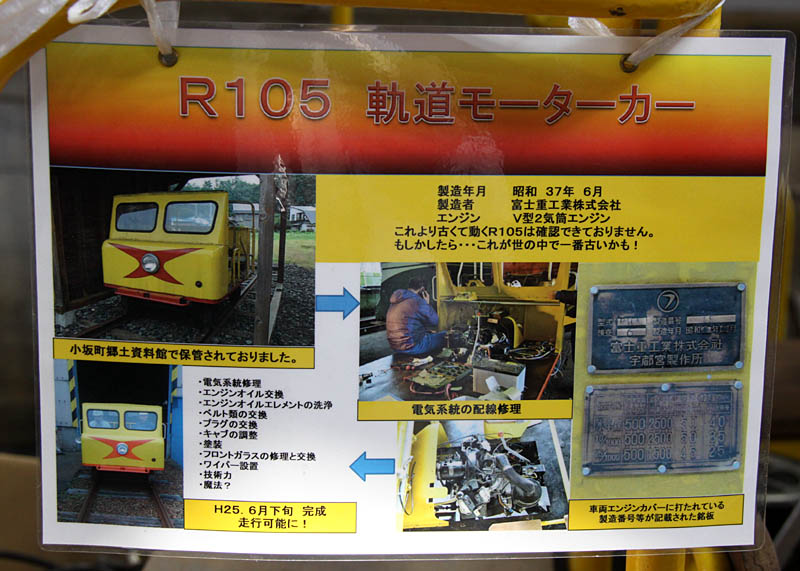 R105 軌道モーターカー
製造年月 昭和 37年 6月
製造者 富士重工業株式会社
エンジン V型2気筒エンジン
これより古くて動くR105は確認できておりません。
もしかしたら・・・これが世の中で一番古いかも！
小坂町郷土資料館で保管されておりました。
電気系統の配線修理
・電気系統修理
・エンジンオイル交換
・エンジンオイルエレメントの洗浄
・ベルト類の交換
・プラグの交換
・キャブの調整
・塗装
・フロントガラスの修理と交換
・ワイパー設置
・技術力
・魔法？
H25.6月下旬 完成
走行可能に！
製造番号
製造年月 昭和
富士重工業株式会社
宇都宮製作所
車両エンジンカバーに打たれている
製造番号等が記載された銘板